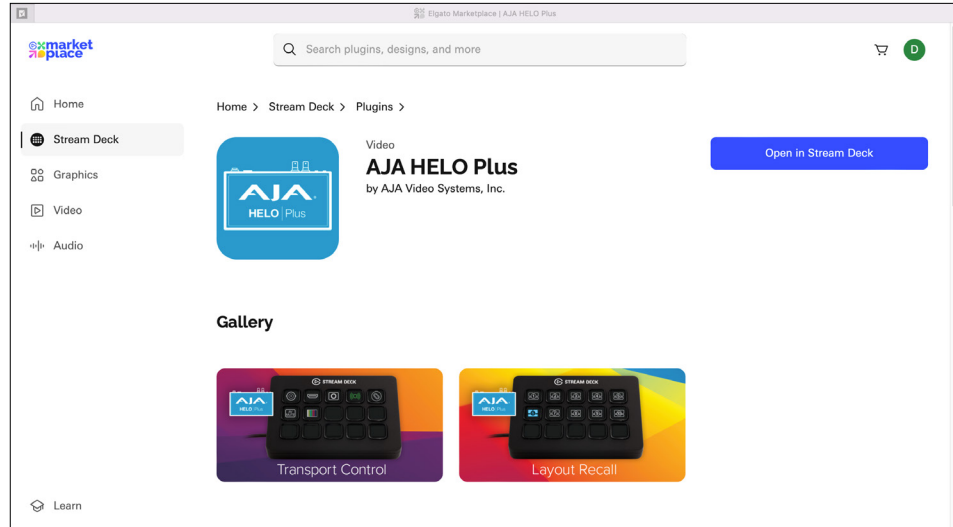 Elgato Marketplace | AJA HELO Plus
market
place
Search plugins, designs, and more
D
Home
Stream Deck
Graphics
Video
Audio
Learn
Home > Stream Deck > Plugins >
AJA
HELO Plus
Video
AJA HELO Plus
by AJA Video Systems, Inc.
Open in Stream Deck
Gallery
STREAM DECK
AJA
HELO Plus
Transport Control
STREAM DECK
AJA
HELO Plus
Layout Recall